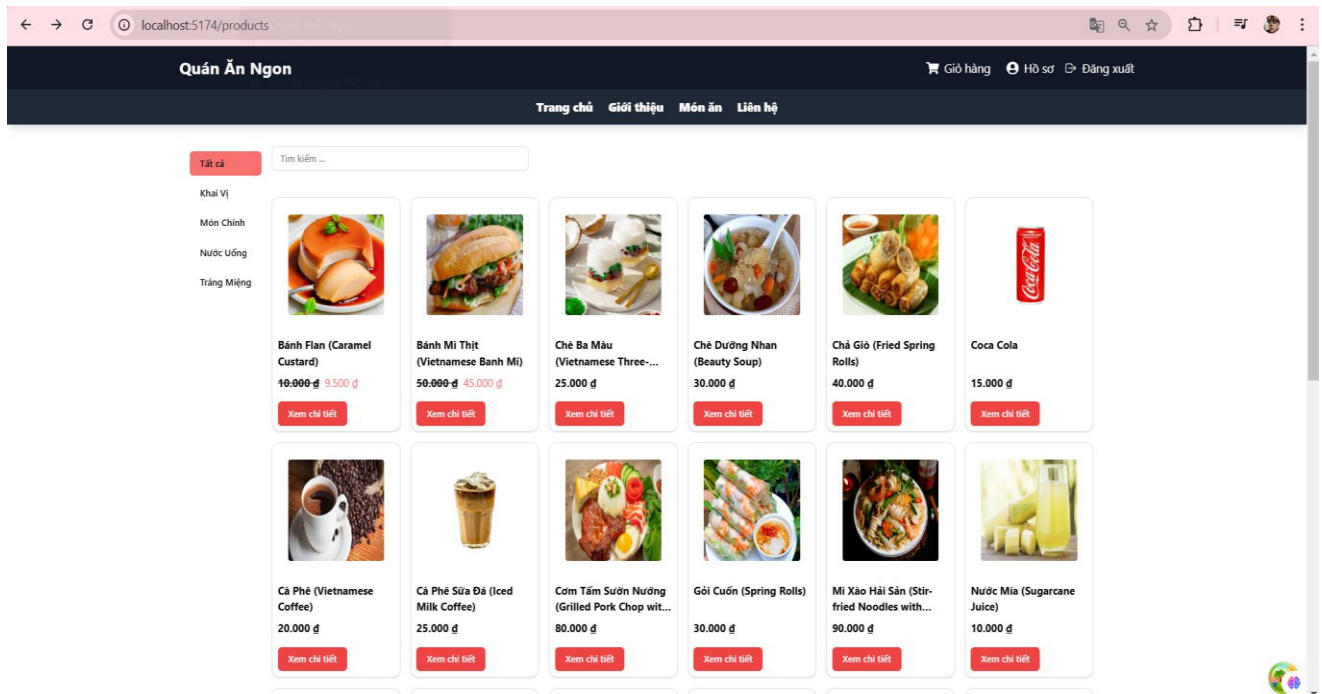 localhost:5174/products
Quán Ăn Ngon
Giỏ hàng Hồ sơ Đăng xuất
Trang chủ Giới thiệu Món ăn Liên hệ
Tất cả
Khai Vị
Món Chính
Nước Uống
Tráng Miệng
Tìm kiếm ...
Coca-Cola
Bánh Flan (Caramel
Custard)
10.000 ₫ 9.500 ₫
Xem chi tiết
Bánh Mì Thịt
(Vietnamese Banh Mi)
50.000 ₫ 45.000 ₫
Xem chi tiết
Chè Ba Màu
(Vietnamese Three-...
25.000 ₫
Xem chi tiết
Chè Dưỡng Nhan
(Beauty Soup)
30.000 ₫
Xem chi tiết
Chả Giò (Fried Spring
Rolls)
40.000 ₫
Xem chi tiết
Coca Cola
15.000 ₫
Xem chi tiết
Cà Phê (Vietnamese
Coffee)
20.000 ₫
Xem chi tiết
Cà Phê Sữa Đá (Iced
Milk Coffee)
25.000 ₫
Xem chi tiết
Cơm Tấm Sườn Nướng
(Grilled Pork Chop wit...
80.000 ₫
Xem chi tiết
Gỏi Cuốn (Spring Rolls)
30.000 ₫
Xem chi tiết
Mì Xào Hải Sản (Stir-
fried Noodles with...
90.000 ₫
Xem chi tiết
Nước Mía (Sugarcane
Juice)
10.000 ₫
Xem chi tiết